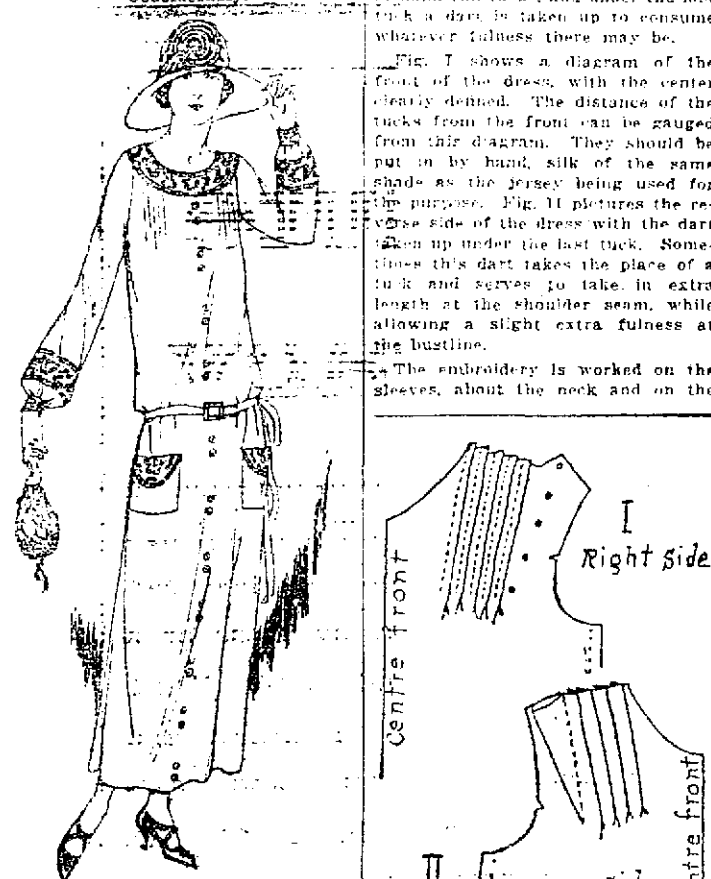 tuck a dart is taken up to consume
whatever fulness there may be.
Fig. I shows a diagram of the
front of the dress, with the center
clearly defined. The distance of the
tucks from the front can be gauged
from this diagram. They should be
put in by hand, silk of the same
shade as the jersey being used for
the purpose. Fig. II pictures the re-
verse side of the dress with the dart
taken up under the last tuck. Some-
times this dart takes the place of a
tuck and serves to take in extra
length at the shoulder seam, while
allowing a slight extra fulness at
the bustline.
The embroidery is worked on the
sleeves, about the neck and on the
I
Right side
Centre front
II
side
ntre front